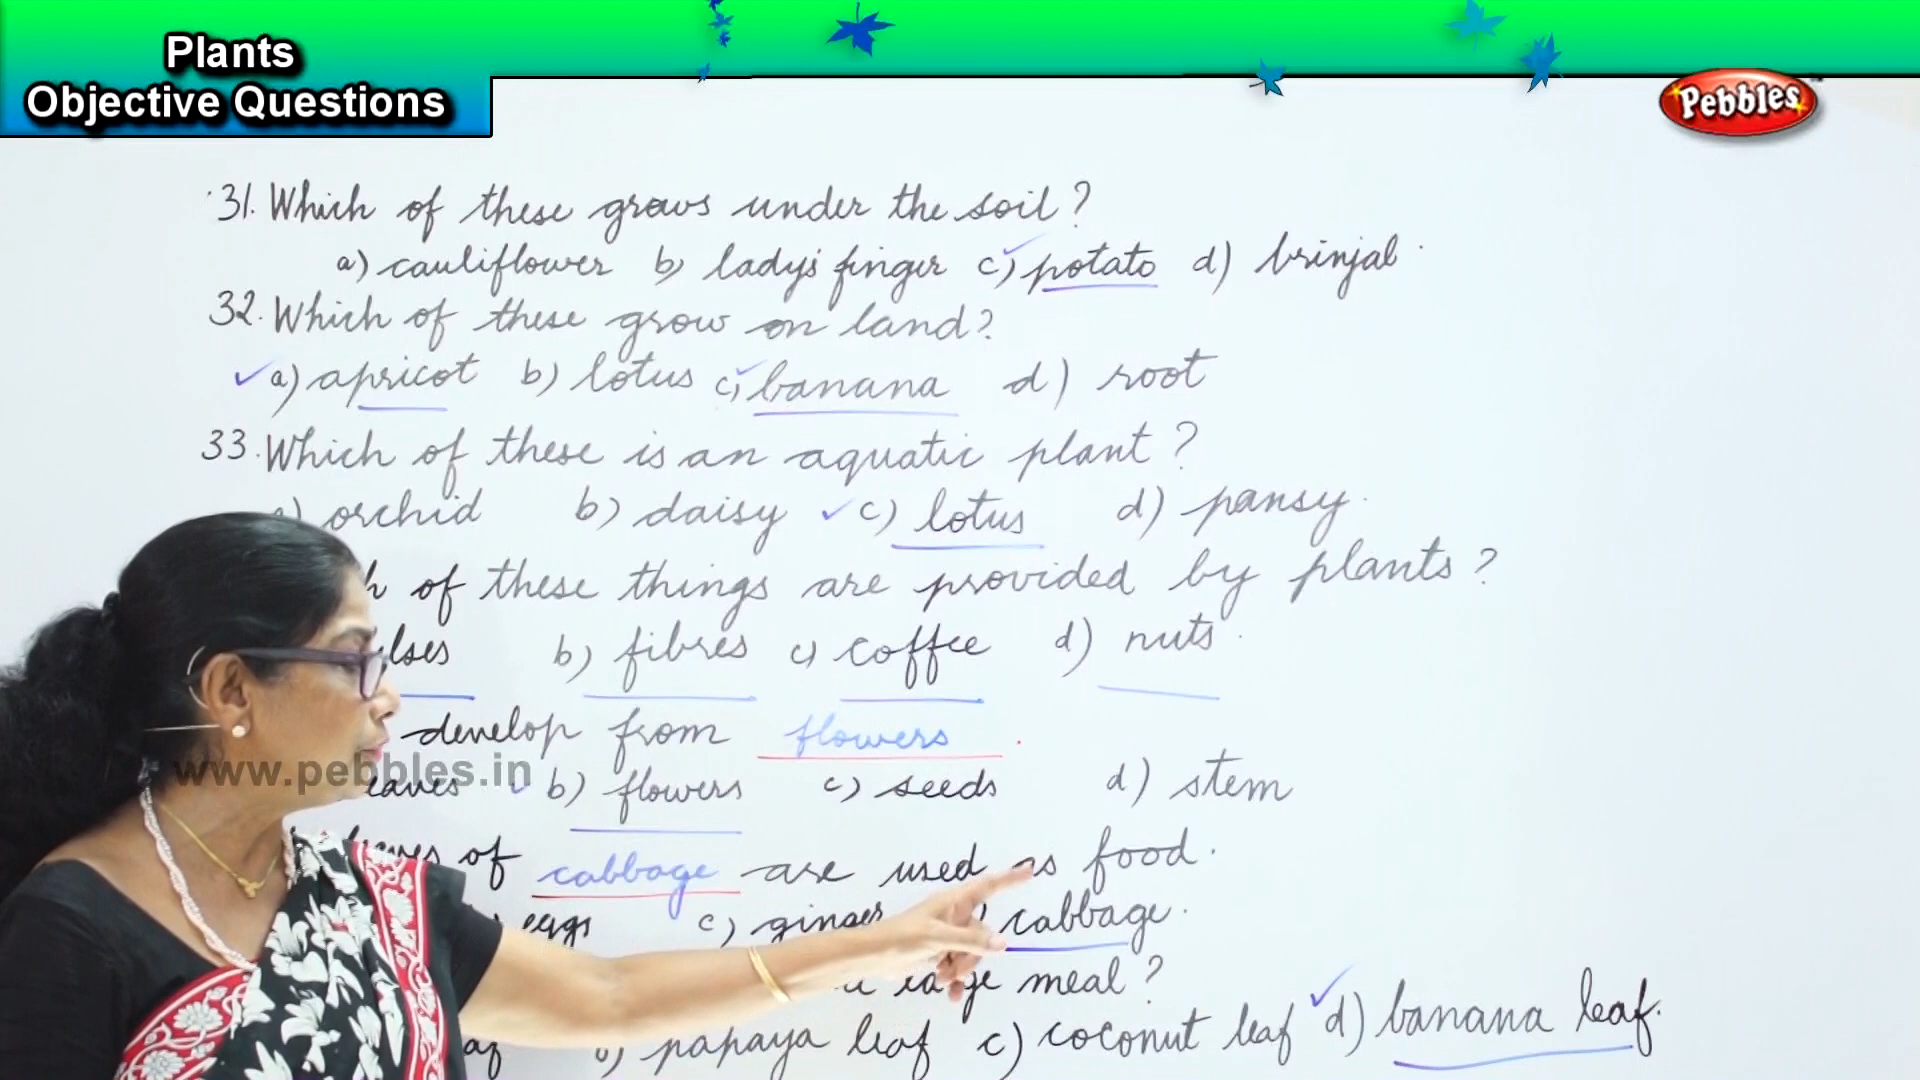 Plants
Objective Questions
Pebbles
31. Which of these grows under the soil?
a) cauliflower b) lady's finger c) potato d) brinjal
32. Which of these grow on land?
a) apricot b) lotus c) banana d) root
33. Which of these is an aquatic plant?
a) orchid b) daisy c) lotus d) pansy
of these things are provided by plants?
b) fibres c) coffee d) nuts
develop from flowers
www.pebbles.in
b) flowers c) seeds d) stem
of cabbage are used as food.
eggs c) ginger cabbage.
meal?
b) papaya leaf c) coconut leaf d) banana leaf.